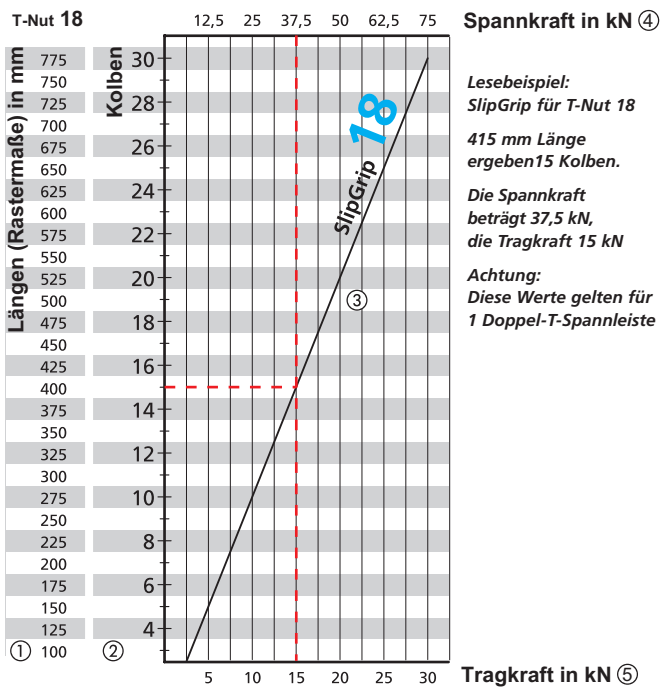 T-Nut 18
12,5 25 37,5 50 62,5 75
Spannkraft in kN ④
Längen (Rastermaße) in mm
775
750
725
700
675
650
625
600
575
550
525
500
475
450
425
400
375
350
325
300
275
250
225
200
175
150
125
① 100
Kolben
30
28
26
24
22
20
18
16
14
12
10
8
6
4
②
SlipGrip 18
③
Lesebeispiel:
SlipGrip für T-Nut 18
415 mm Länge
ergeben15 Kolben.
Die Spannkraft
beträgt 37,5 kN,
die Tragkraft 15 kN
Achtung:
Diese Werte gelten für
1 Doppel-T-Spannleiste
5 10 15 20 25 30
Tragkraft in kN ⑤